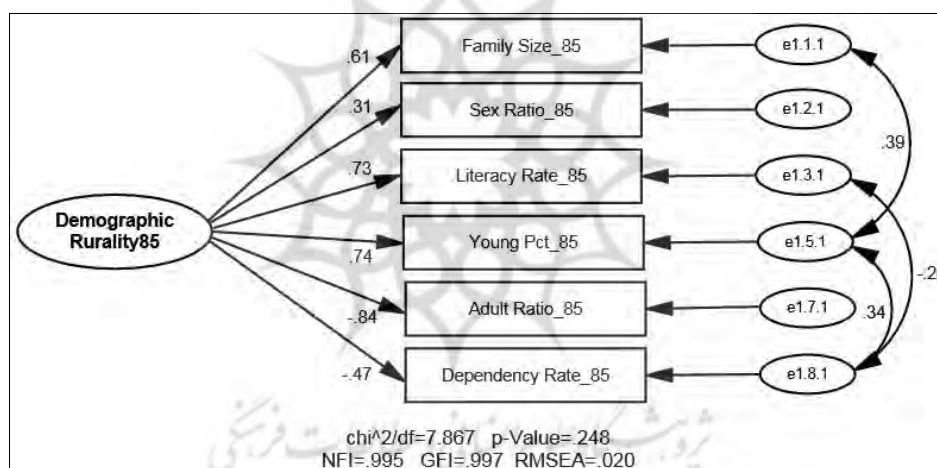 Family Size_85
e1.1.1
.61
Sex Ratio_85
e1.2.1
.31
.39
Literacy Rate_85
e1.3.1
.73
Demographic
Rurality85
Young Pct_85
e1.5.1
.74
-.2
Adult Ratio_85
e1.7.1
-.84
.34
Dependency Rate_85
e1.8.1
-.47
chi^2/df=7.867 p-Value=.248
NFI=.995 GFI=.997 RMSEA=.020